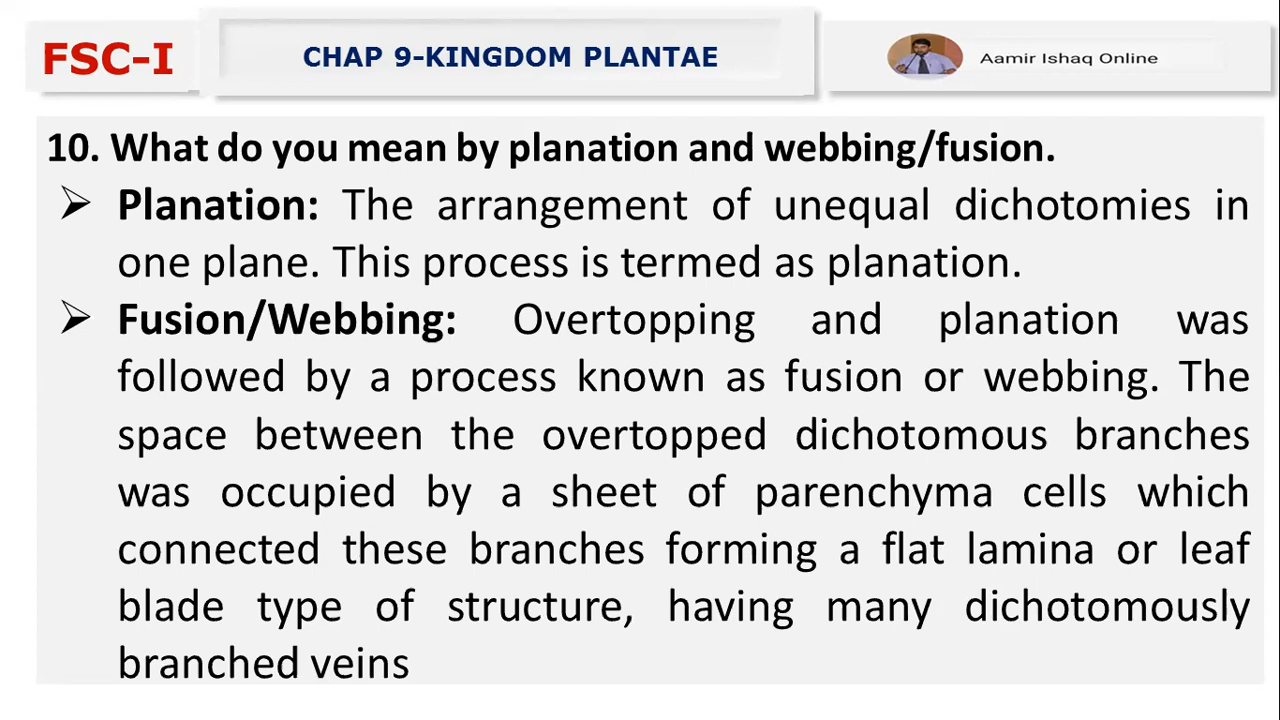 FSC-I
CHAP 9-KINGDOM PLANTAE
Aamir Ishaq Online
10. What do you mean by planation and webbing/fusion.
➢ Planation: The arrangement of unequal dichotomies in
one plane. This process is termed as planation.
➢ Fusion/Webbing: Overtopping and planation was
followed by a process known as fusion or webbing. The
space between the overtopped dichotomous branches
was occupied by a sheet of parenchyma cells which
connected these branches forming a flat lamina or leaf
blade type of structure, having many dichotomously
branched veins